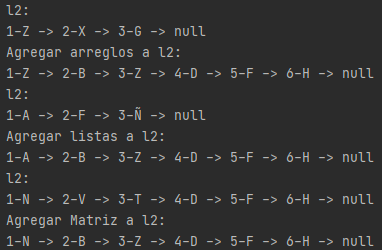 l2:
1-Z -> 2-X -> 3-G -> null
Agregar arreglos a l2:
1-Z -> 2-B -> 3-Z -> 4-D -> 5-F -> 6-H -> null
l2:
1-A -> 2-F -> 3-Ñ -> null
Agregar listas a l2:
1-A -> 2-B -> 3-Z -> 4-D -> 5-F -> 6-H -> null
l2:
1-N -> 2-V -> 3-T -> 4-D -> 5-F -> 6-H -> null
Agregar Matriz a l2:
1-N -> 2-B -> 3-Z -> 4-D -> 5-F -> 6-H -> null